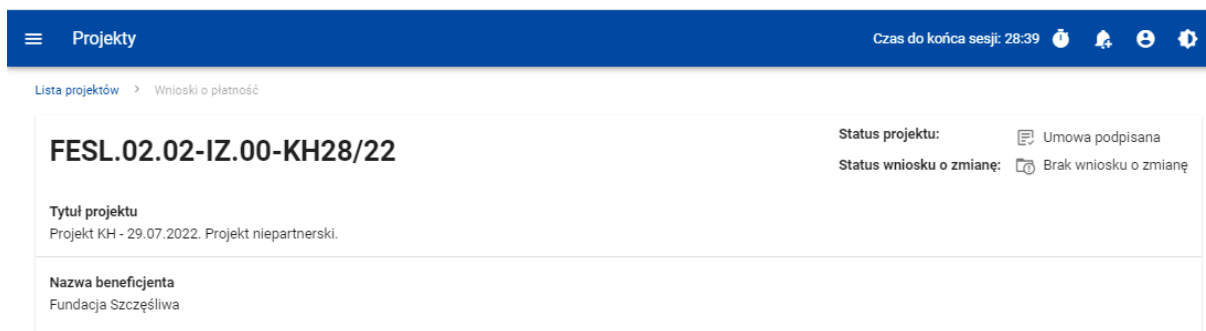 Projekty Czas do końca sesji: 28:39
Lista projektów > Wnioski o płatność
FESL.02.02-IZ.00-KH28/22
Status projektu: Umowa podpisana
Status wniosku o zmianę: Brak wniosku o zmianę
Tytuł projektu
Projekt KH - 29.07.2022. Projekt niepartnerski.
Nazwa beneficjenta
Fundacja Szczęśliwa